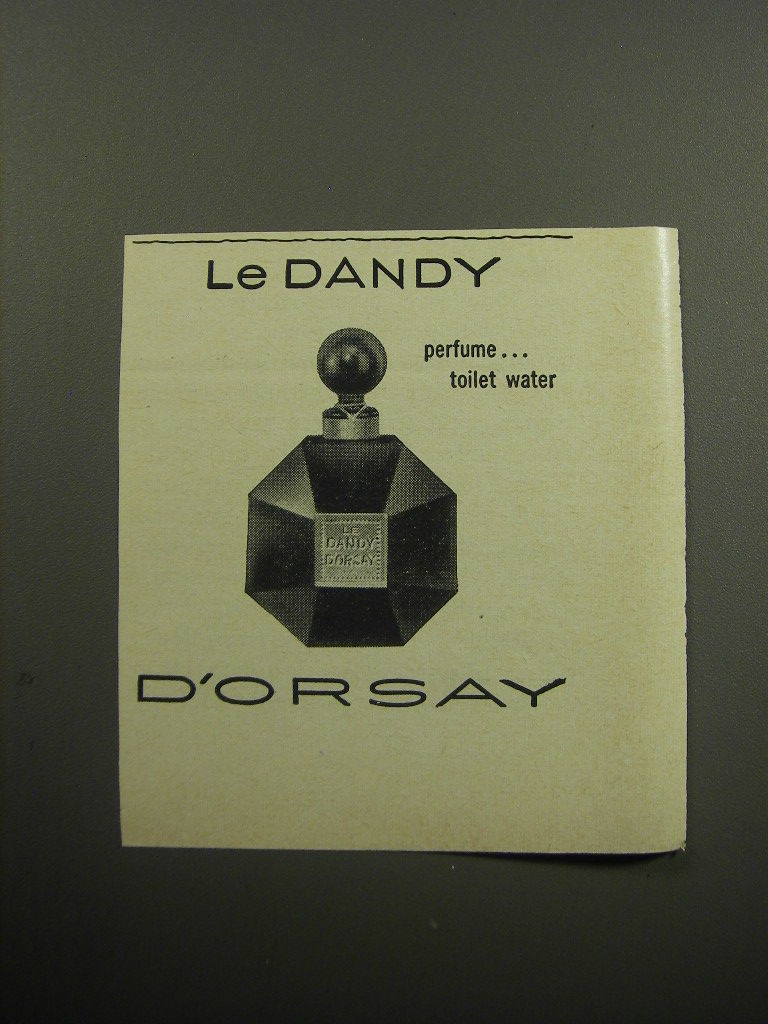 Le DANDY
perfume...
toilet water
LE
DANDY
D'ORSAY
D'ORSAY